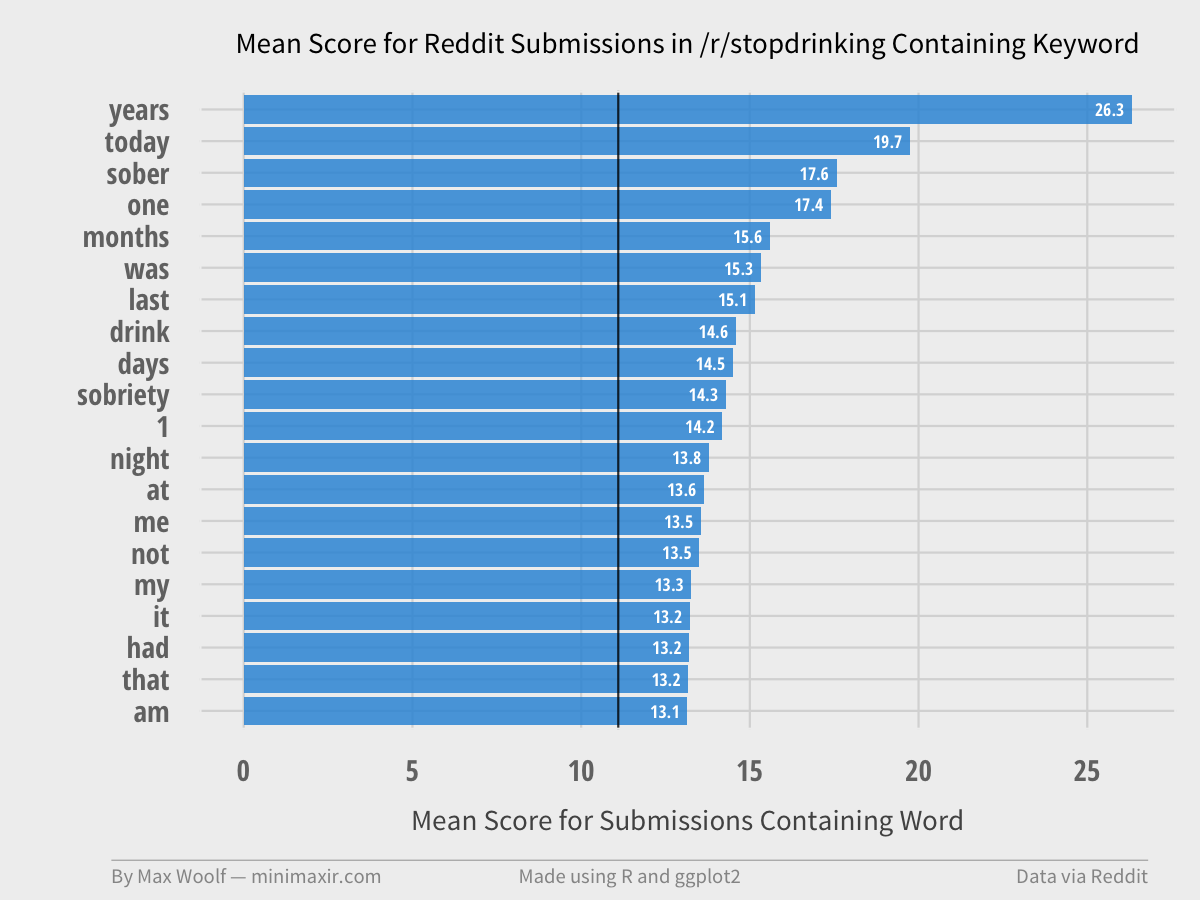 Mean Score for Reddit Submissions in /r/stopdrinking Containing Keyword
years 26.3
today 19.7
sober 17.6
one 17.4
months 15.6
was 15.3
last 15.1
drink 14.6
days 14.5
sobriety 14.3
1 14.2
night 13.8
at 13.6
me 13.5
not 13.5
my 13.3
it 13.2
had 13.2
that 13.2
am 13.1
0 5 10 15 20 25
Mean Score for Submissions Containing Word
By Max Woolf — minimaxir.com Made using R and ggplot2 Data via Reddit